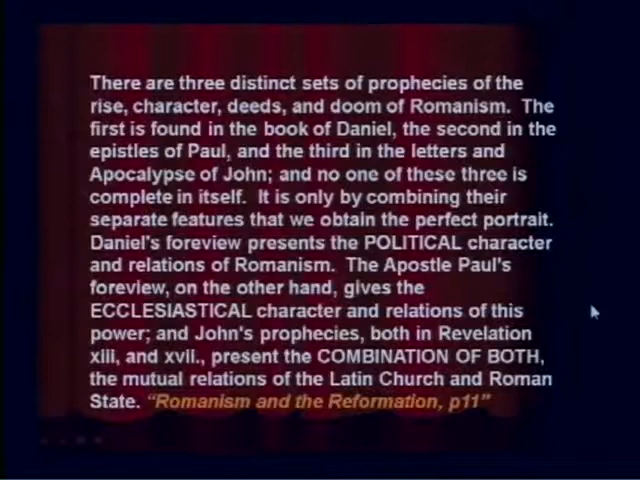 There are three distinct sets of prophecies of the
rise, character, deeds, and doom of Romanism. The
first is found in the book of Daniel, the second in the
epistles of Paul, and the third in the letters and
Apocalypse of John; and no one of these three is
complete in itself. It is only by combining their
separate features that we obtain the perfect portrait.
Daniel's foreview presents the POLITICAL character
and relations of Romanism. The Apostle Paul's
foreview, on the other hand, gives the
ECCLESIASTICAL character and relations of this
power; and John's prophecies, both in Revelation
xiii, and xvii., present the COMBINATION OF BOTH,
the mutual relations of the Latin Church and Roman
State. “Romanism and the Reformation, p11”